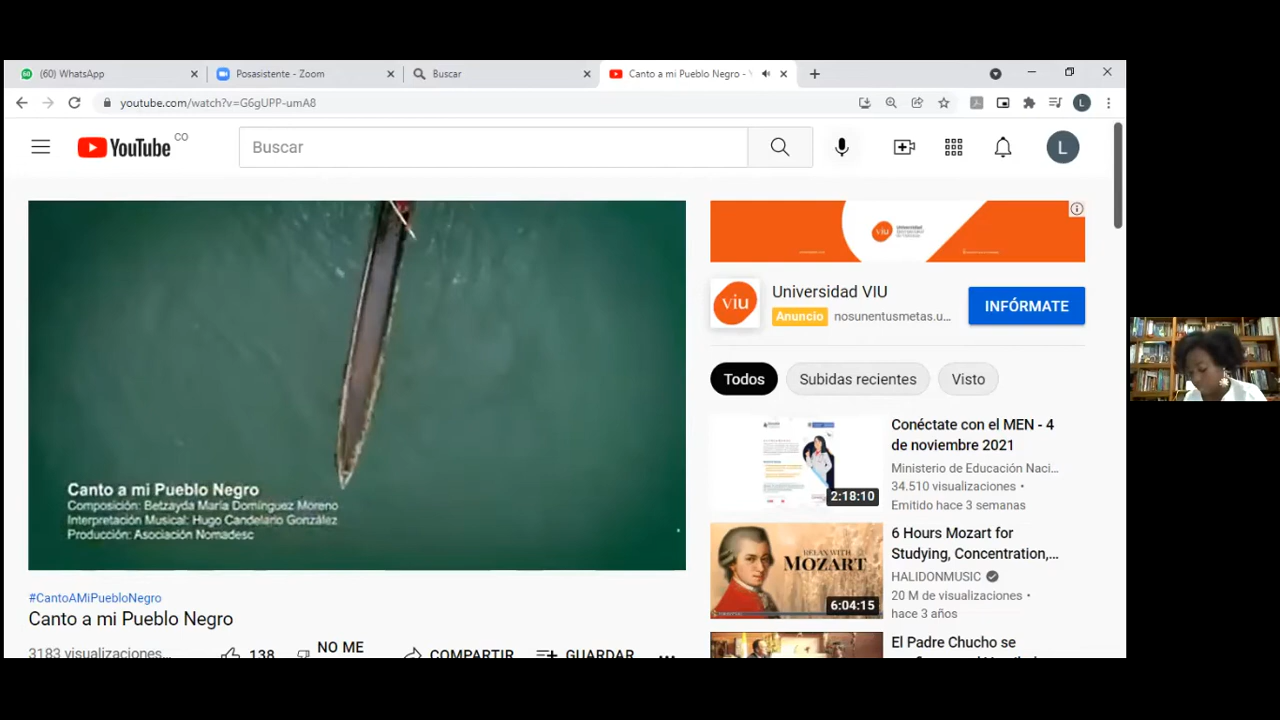 (60) WhatsApp
Posasistente - Zoom
Buscar
Canto a mi Pueblo Negro -
youtube.com/watch?v=G6gUPP-umA8
L
YouTube CO
Buscar
L
Canto a mi Pueblo Negro
Composición: Betzayda María Domínguez Moreno
Interpretación Musical: Hugo Candelario González
Producción: Asociación Nomadesc
#CantoAMiPuebloNegro
Canto a mi Pueblo Negro
3183 visualizaciones...
138
NO ME
COMPARTIR
GUARDAR
viu
Universidad
viu
Universidad VIU
Anuncio nosunentusmetas.u...
INFÓRMATE
Todos
Subidas recientes
Visto
2:18:10
Conéctate con el MEN - 4
de noviembre 2021
Ministerio de Educación Naci...
34.510 visualizaciones •
Emitido hace 3 semanas
RELAX WITH
MOZART
6:04:15
6 Hours Mozart for
Studying, Concentration,...
HALIDONMUSIC
20 M de visualizaciones •
hace 3 años
El Padre Chucho se